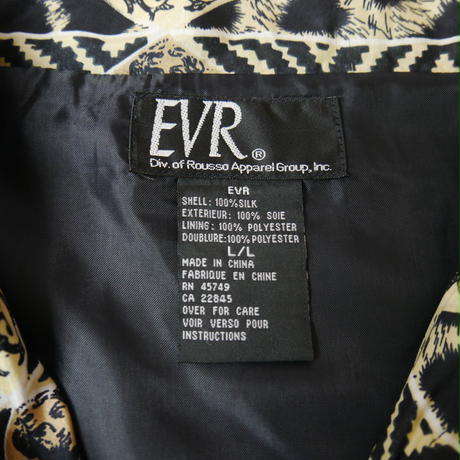 EVR®
Div. of Rousso Apparel Group, Inc.
EVR
SHELL: 100% SILK
EXTERIEUR: 100% SOIE
LINING: 100% POLYESTER
DOUBLURE: 100% POLYESTER
L/L
MADE IN CHINA
FABRIQUE EN CHINE
RN 45749
CA 22845
OVER FOR CARE
VOIR VERSO POUR
INSTRUCTIONS